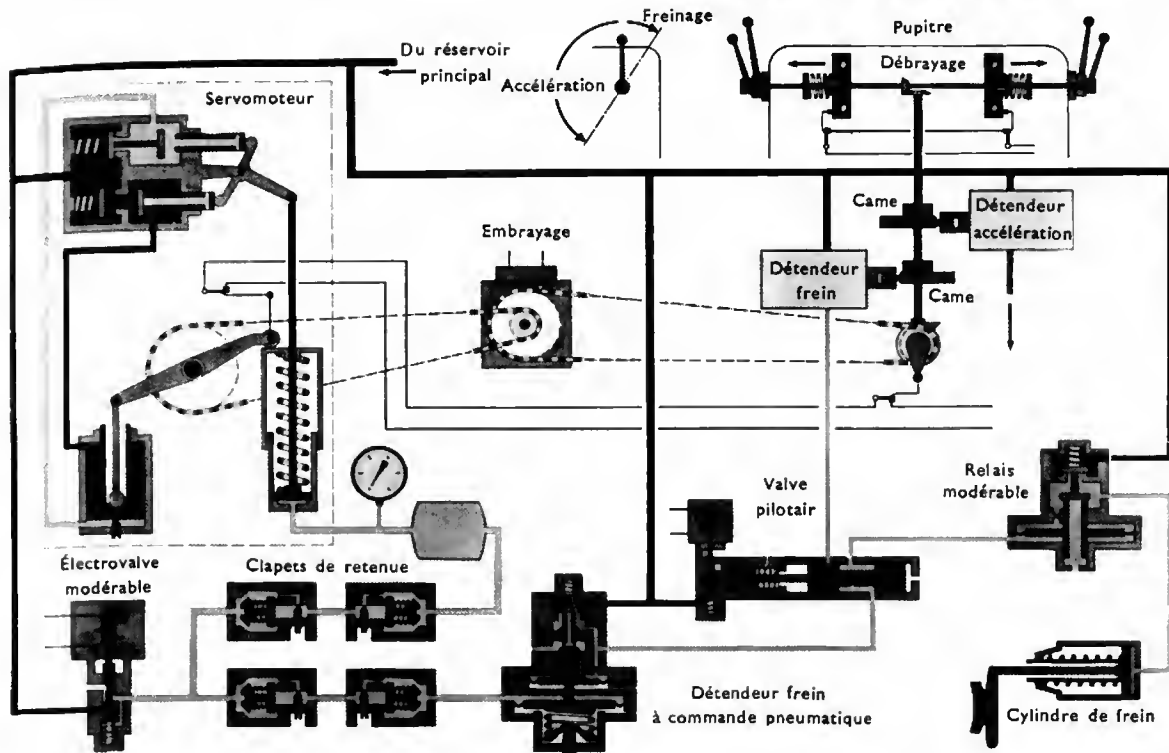 Freinage
Du réservoir
principal
Accélération
Pupitre
Débrayage
Servomoteur
Came
Détendeur
accélération
Embrayage
Détendeur
frein
Came
Relais
modérable
Valve
pilotair
Électrovalve
modérable
Clapets de retenue
Détendeur frein
à commande pneumatique
Cylindre de frein